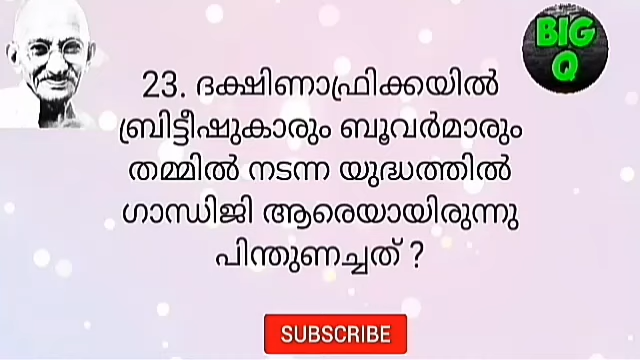 BIG
Q
23. ദക്ഷിണാഫ്രിക്കയിൽ
ബ്രിട്ടീഷുകാരും ബൂവർമാരും
തമ്മിൽ നടന്ന യുദ്ധത്തിൽ
ഗാന്ധിജി ആരെയായിരുന്നു
പിന്തുണച്ചത് ?
SUBSCRIBE